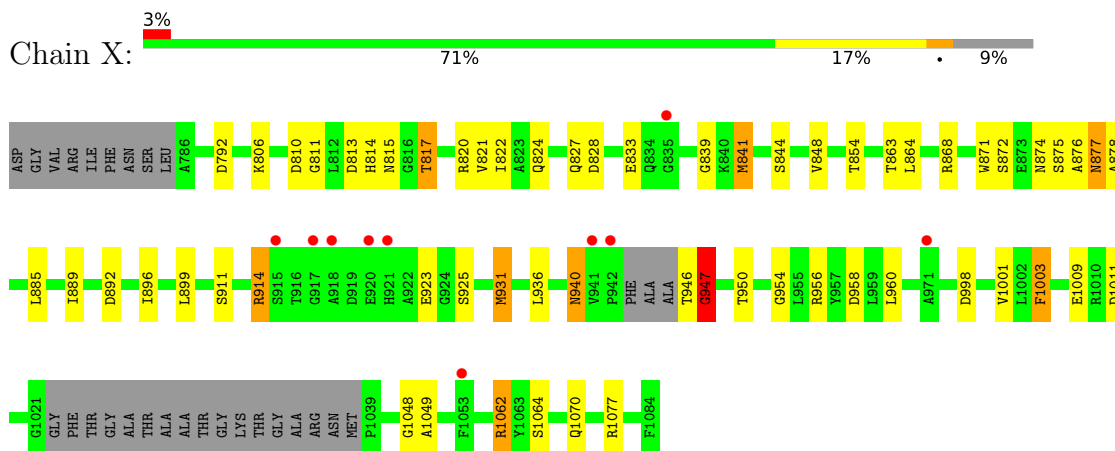 3%
Chain X:
71% 17% • 9%
ASP GLY VAL ARG ILE PHE ASN SER LEU A786 D792 K806 D810 G811 L812 D813 H814 N815 G816 T817 R820 V821 I822 A823 Q824 Q827 D828 E833 Q834 G835 G839 K840 M841 S844 V848 T854 T863 L864 R868 W871 S872 E873 N874 S875 A876 N877 A878
L885 I889 D892 I896 L899 S911 R914 S915 T916 G917 A918 D919 E920 H921 A922 E923 G924 S925 M931 L936 N940 V941 P942 PHE ALA ALA T946 G947 T950 G954 L955 R956 Y957 D958 L959 L960 A971 D998 V1001 L1002 F1003 E1009 R1010
G1021 GLY PHE THR GLY ALA THR ALA ALA THR GLY LYS THR GLY ALA ARG ASN MET P1039 G1048 A1049 F1053 R1062 Y1063 S1064 Q1070 R1077 F1084